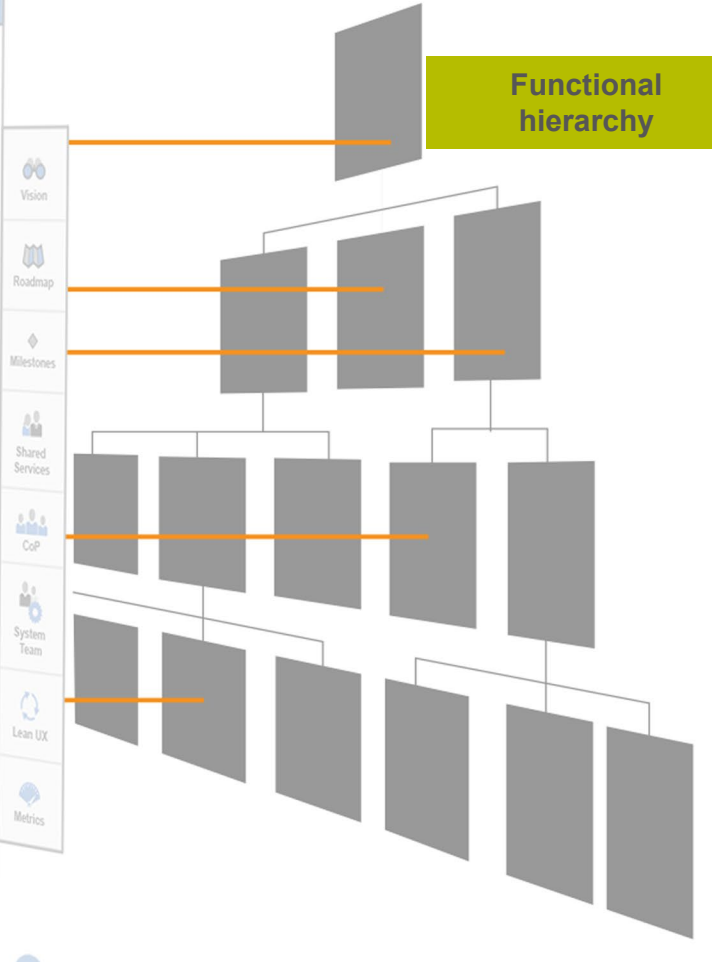 Functional
hierarchy
Vision
Roadmap
Milestones
Shared
Services
CoP
System
Team
Lean UX
Metrics